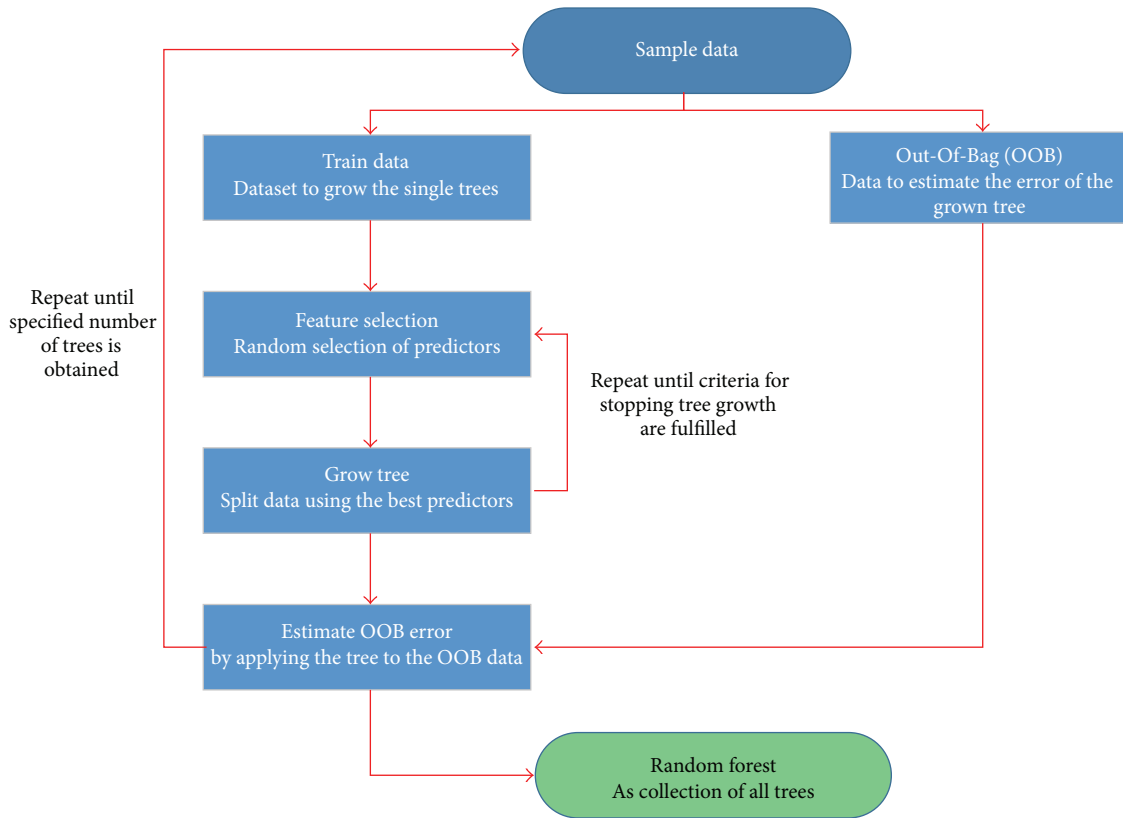 Sample data
Train data
Dataset to grow the single trees
Out-Of-Bag (OOB)
Data to estimate the error of the
grown tree
Repeat until
specified number
of trees is
obtained
Feature selection
Random selection of predictors
Repeat until criteria for
stopping tree growth
are fulfilled
Grow tree
Split data using the best predictors
Estimate OOB error
by applying the tree to the OOB data
Random forest
As collection of all trees